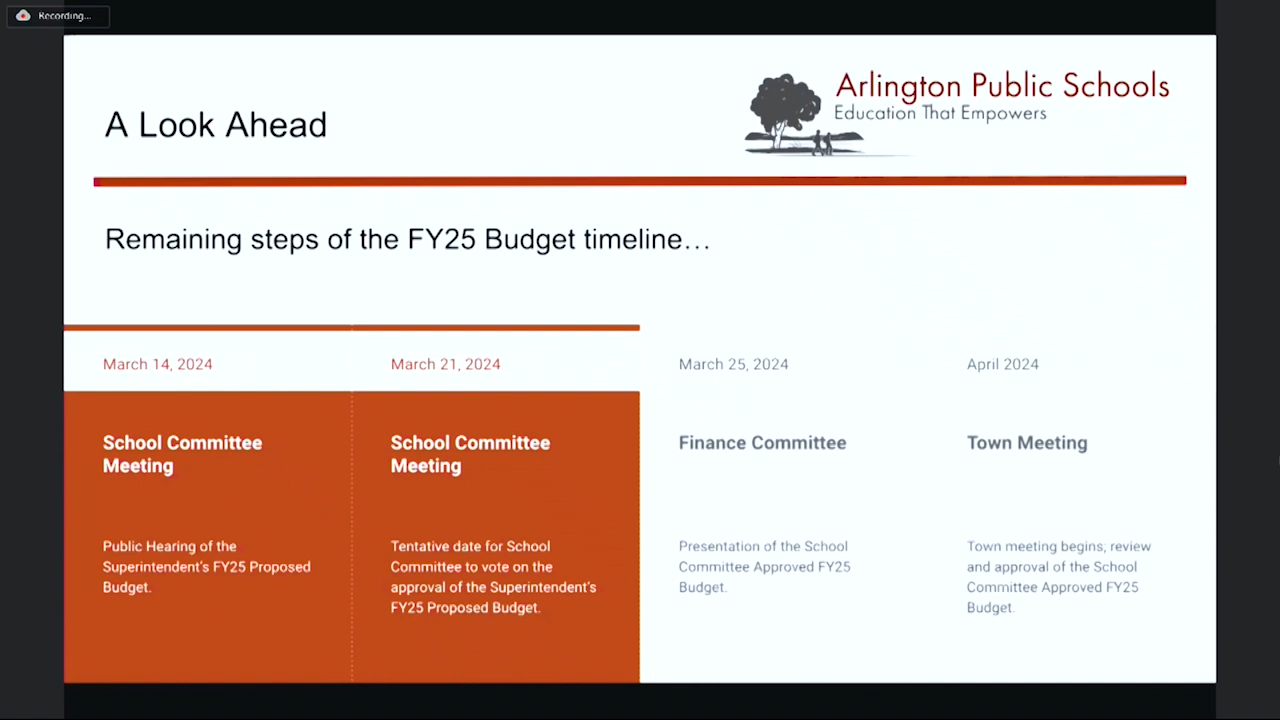 Recording...
A Look Ahead
Arlington Public Schools
Education That Empowers
Remaining steps of the FY25 Budget timeline…
March 14, 2024
School Committee
Meeting
Public Hearing of the
Superintendent's FY25 Proposed
Budget.
March 21, 2024
School Committee
Meeting
Tentative date for School
Committee to vote on the
approval of the Superintendent's
FY25 Proposed Budget.
March 25, 2024
Finance Committee
Presentation of the School
Committee Approved FY25
Budget.
April 2024
Town Meeting
Town meeting begins; review
and approval of the School
Committee Approved FY25
Budget.